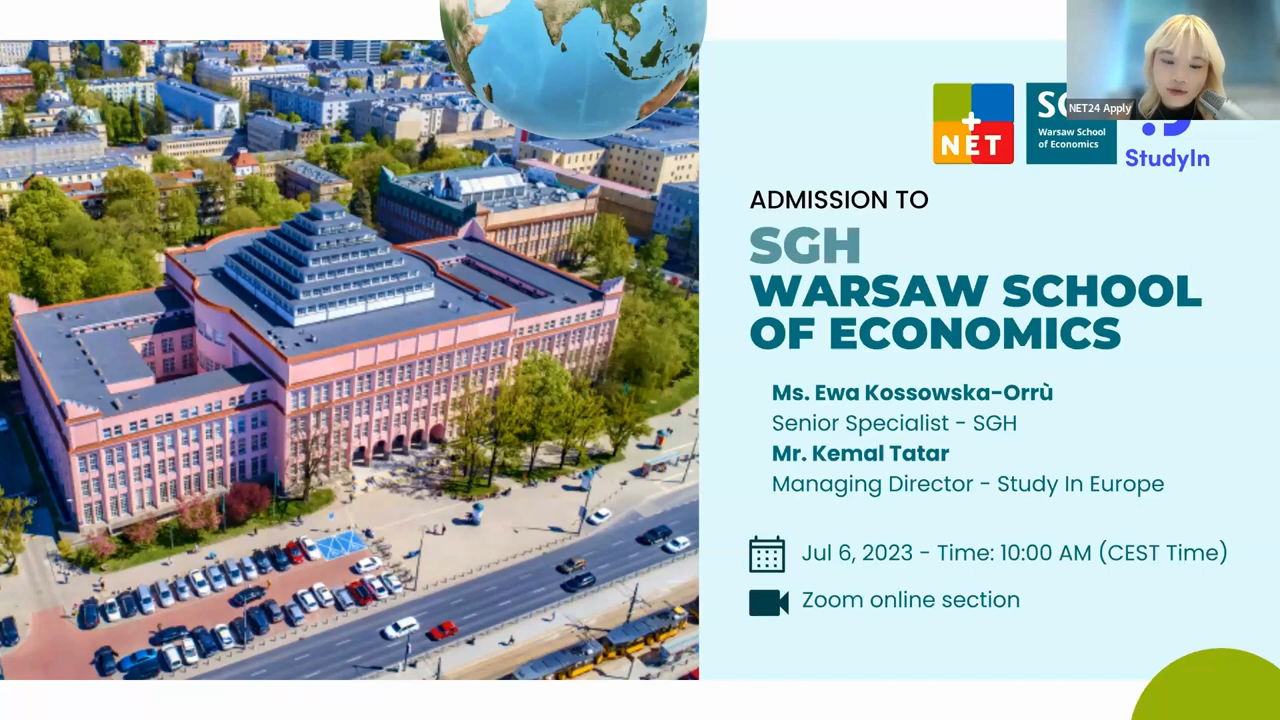 NET24 Apply
+
NET
Warsaw School
of Economics
StudyIn
ADMISSION TO
SGH
WARSAW SCHOOL
OF ECONOMICS
Ms. Ewa Kossowska-Orrù
Senior Specialist - SGH
Mr. Kemal Tatar
Managing Director - Study In Europe
Jul 6, 2023 - Time: 10:00 AM (CEST Time)
Zoom online section